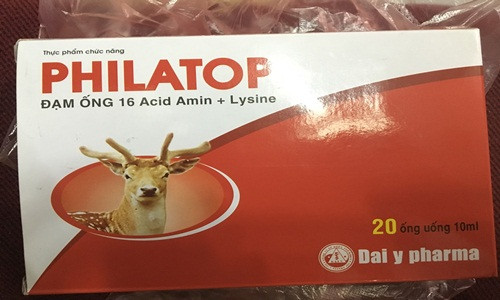 Thực phẩm chức năng
PHILATOP
ĐẠM ỐNG 16 Acid Amin + Lysine
20 ống uống 10ml
Dai y pharma